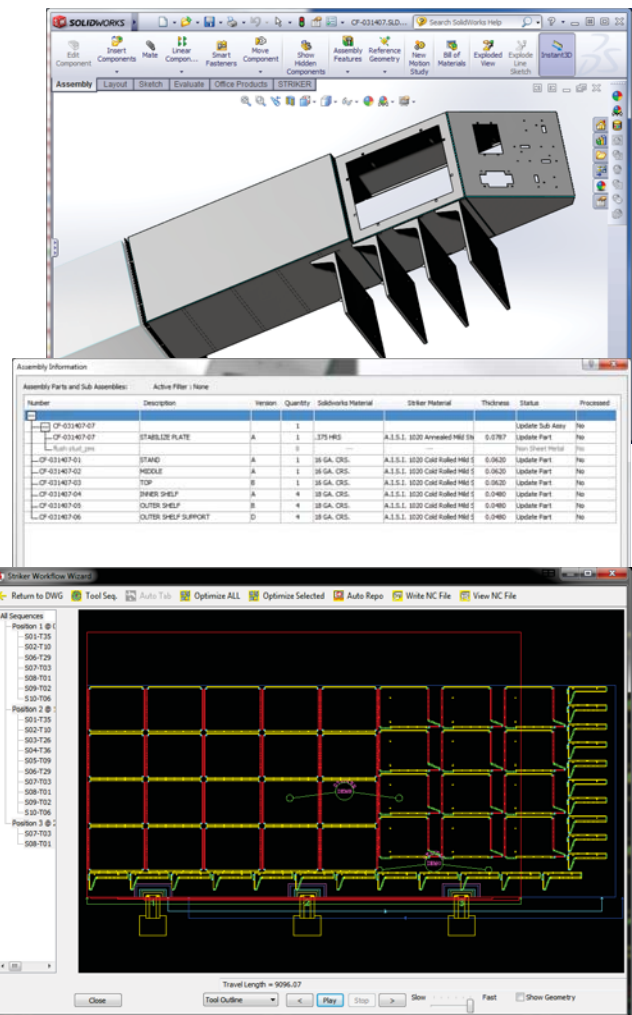 SOLIDWORKS CF-031407.SLD... Search SolidWorks Help
Edit Component Insert Components Mate Linear Compon... Smart Fasteners Move Component Show Hidden Components Assembly Features Reference Geometry New Motion Study Bill of Materials Exploded View Explode Line Sketch Instant3D
Assembly Layout Sketch Evaluate Office Products STRIKER
Assembly Information
Assembly Parts and Sub Assemblies: Active Filter : None
Number Description Version Quantity Solidworks Material Striker Material Thickness Status Processed
CF-031407-07 1 Update Sub Assy No
CF-031407-07 STABILIZE PLATE A 1 .375 HRS A.I.S.I. 1020 Annealed Mild Ste 0.0787 Update Part No
flush stud_pms 8 --- --- Non Sheet Metal No
CF-031407-01 STAND A 1 16 GA. CRS. A.I.S.I. 1020 Cold Rolled Mild S 0.0620 Update Part No
CF-031407-02 MIDDLE A 1 16 GA. CRS. A.I.S.I. 1020 Cold Rolled Mild S 0.0620 Update Part No
CF-031407-03 TOP B 1 16 GA. CRS. A.I.S.I. 1020 Cold Rolled Mild S 0.0620 Update Part No
CF-031407-04 INNER SHELF A 4 18 GA. CRS. A.I.S.I. 1020 Cold Rolled Mild S 0.0480 Update Part No
CF-031407-05 OUTER SHELF B 4 18 GA. CRS. A.I.S.I. 1020 Cold Rolled Mild S 0.0480 Update Part No
CF-031407-06 OUTER SHELF SUPPORT D 4 18 GA. CRS. A.I.S.I. 1020 Cold Rolled Mild S 0.0480 Update Part No
Striker Workflow Wizard
Return to DWG Tool Seq. Auto Tab Optimize ALL Optimize Selected Auto Repo Write NC File View NC File
All Sequences
Position 1 @
S01-T35
S02-T10
S06-T29
S07-T03
S08-T01
S09-T02
S10-T06
Position 2 @
S01-T35
S02-T10
S03-T26
S04-T36
S05-T09
S06-T29
S07-T03
S08-T01
S09-T02
S10-T06
Position 3 @
S07-T03
S08-T01
Travel Length = 9096.07
Close Tool Outline < Play Stop > Slow Fast Show Geometry